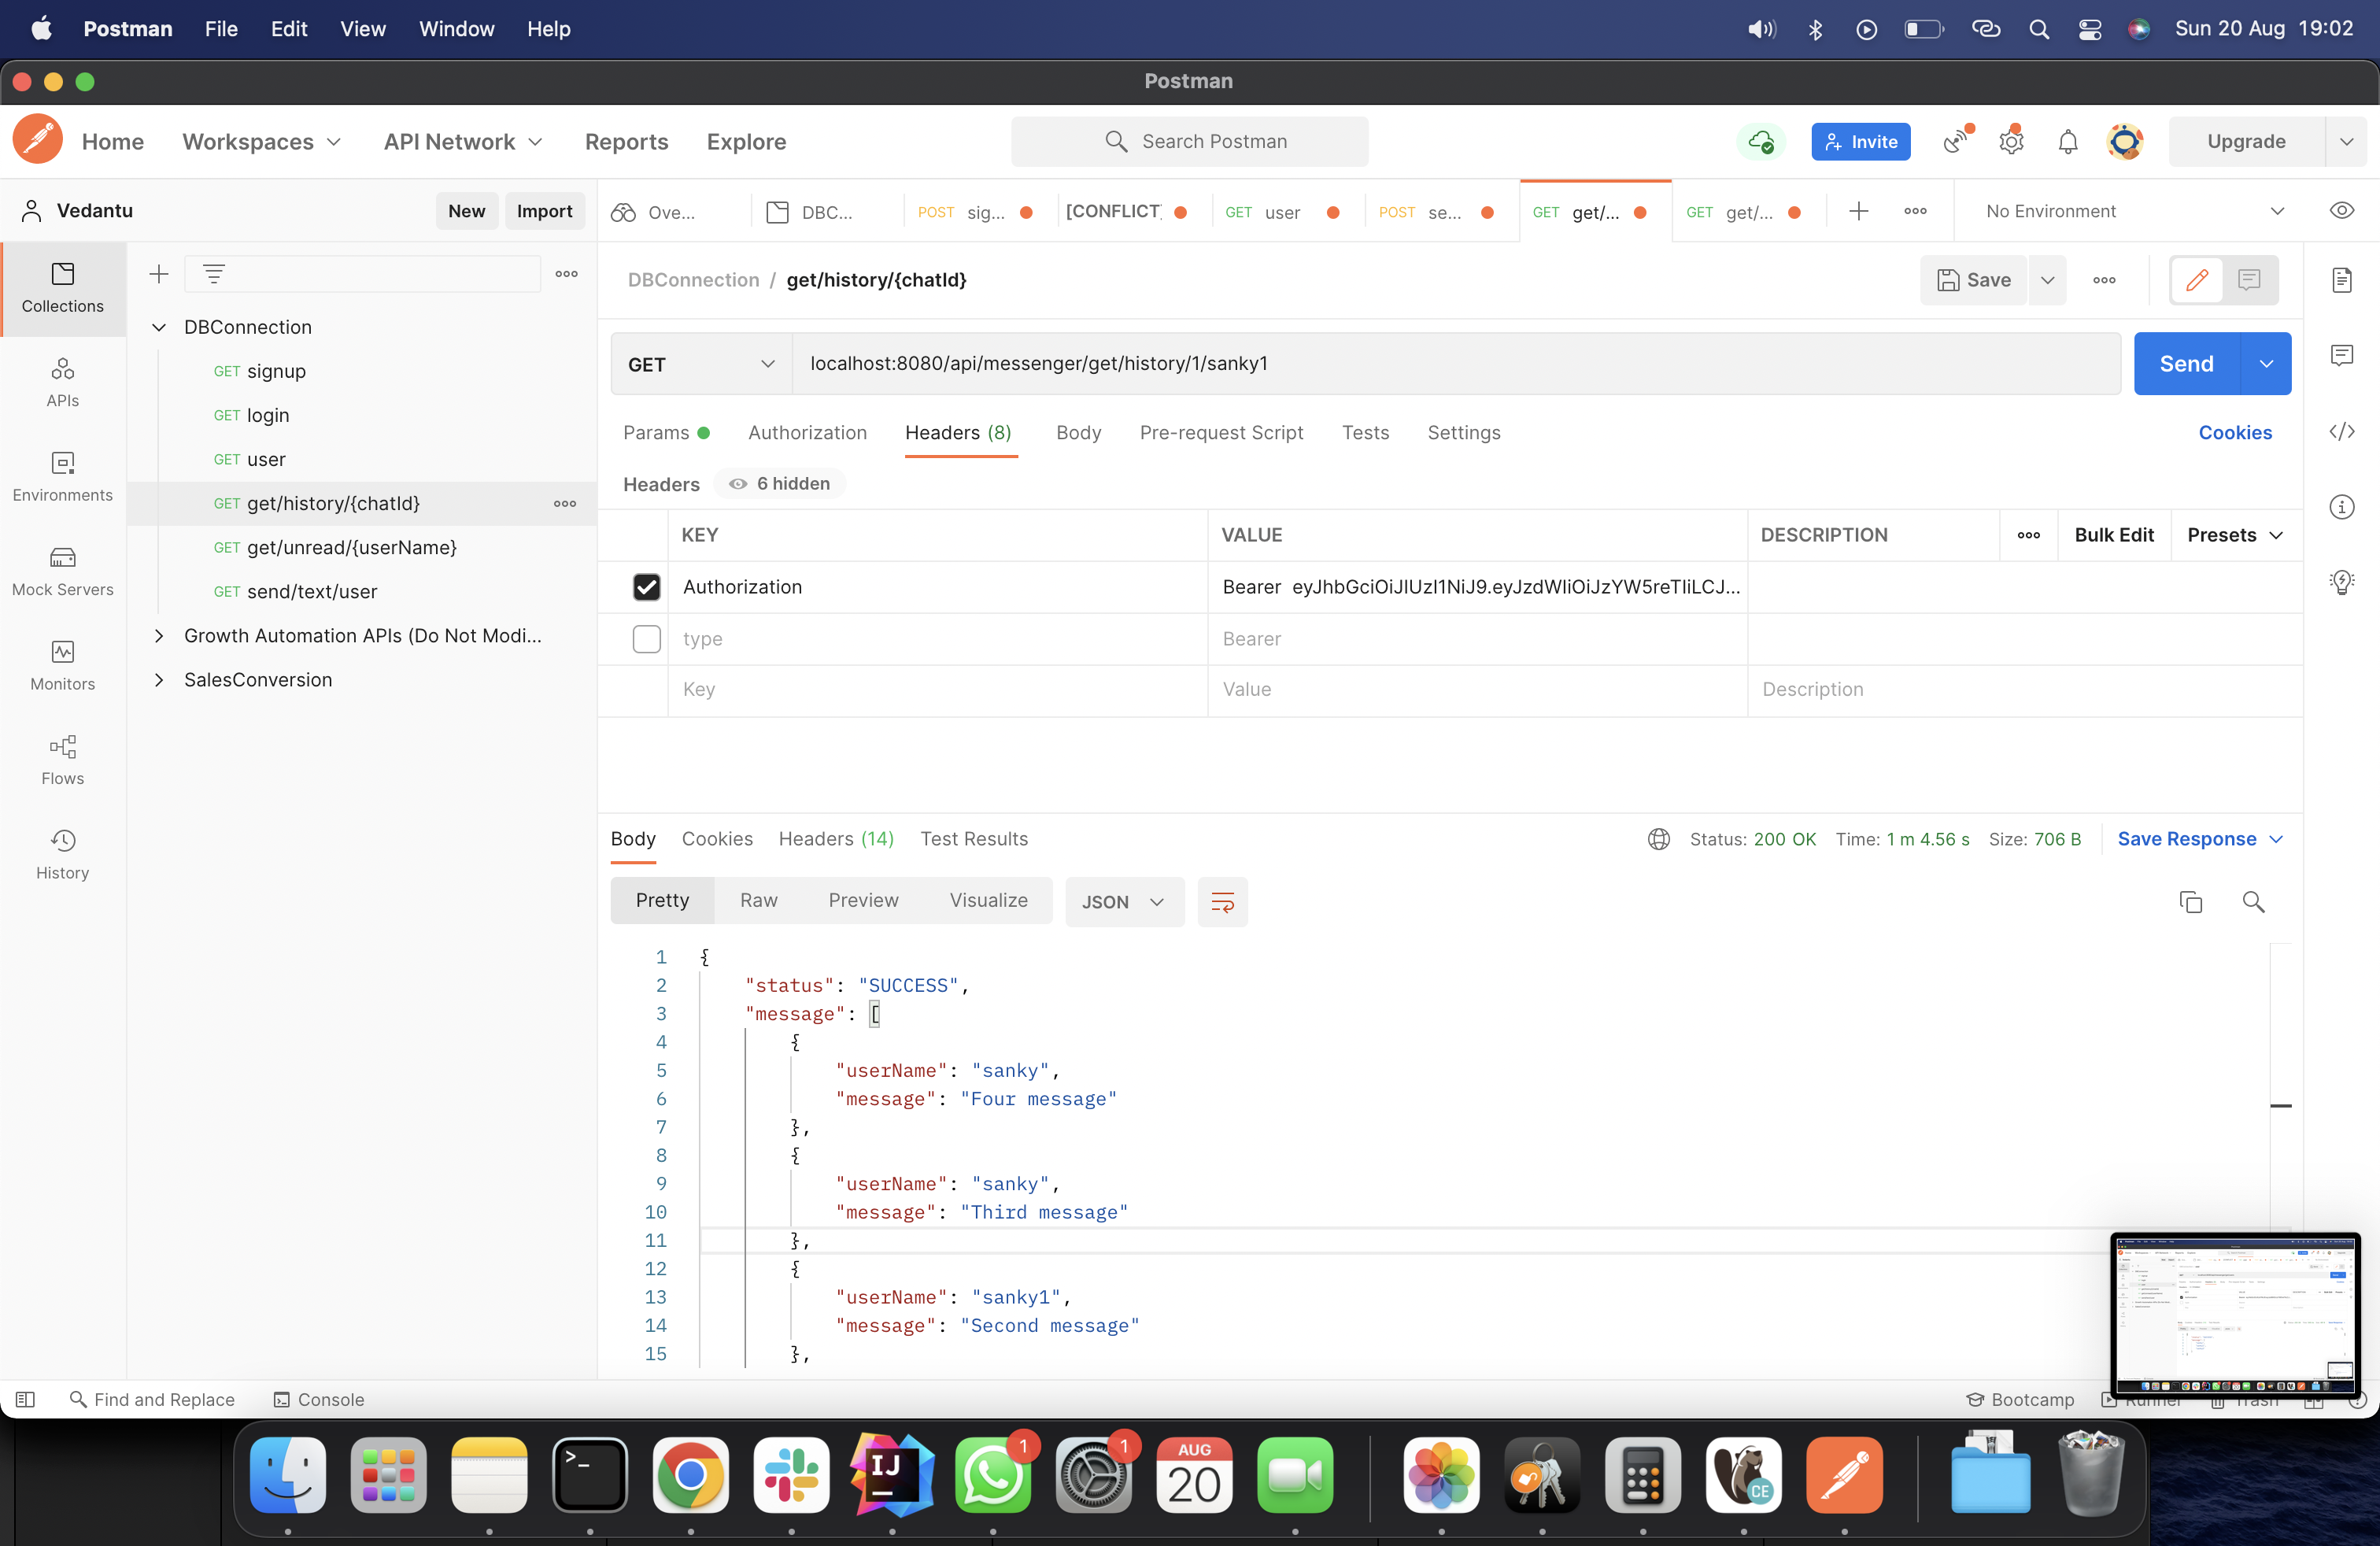 Postman File Edit View Window Help Sun 20 Aug 19:02
Postman
Home Workspaces API Network Reports Explore Search Postman Invite Upgrade
Vedantu New Import Ove... DBC... POST sig... [CONFLICT] GET user POST se... GET get/... GET get/... No Environment
Collections
APIs
Environments
Mock Servers
Monitors
Flows
History
DBConnection
GET signup
GET login
GET user
GET get/history/{chatId}
GET get/unread/{userName}
GET send/text/user
Growth Automation APIs (Do Not Modi...
SalesConversion
DBConnection / get/history/{chatId} Save
GET localhost:8080/api/messenger/get/history/1/sanky1 Send
Params Authorization Headers (8) Body Pre-request Script Tests Settings Cookies
Headers 6 hidden
KEY VALUE DESCRIPTION Bulk Edit Presets
Authorization Bearer eyJhbGciOiJIUzI1NiJ9.eyJzdWIiOiJzYW5reTIiLCJ...
type Bearer
Key Value Description
Body Cookies Headers (14) Test Results Status: 200 OK Time: 1 m 4.56 s Size: 706 B Save Response
Pretty Raw Preview Visualize JSON
1 {
2 "status": "SUCCESS",
3 "message": [
4 {
5 "userName": "sanky",
6 "message": "Four message"
7 },
8 {
9 "userName": "sanky",
10 "message": "Third message"
11 },
12 {
13 "userName": "sanky1",
14 "message": "Second message"
15 },
Find and Replace Console Bootcamp Runner Trash
IJ 1 1 AUG 20 CE